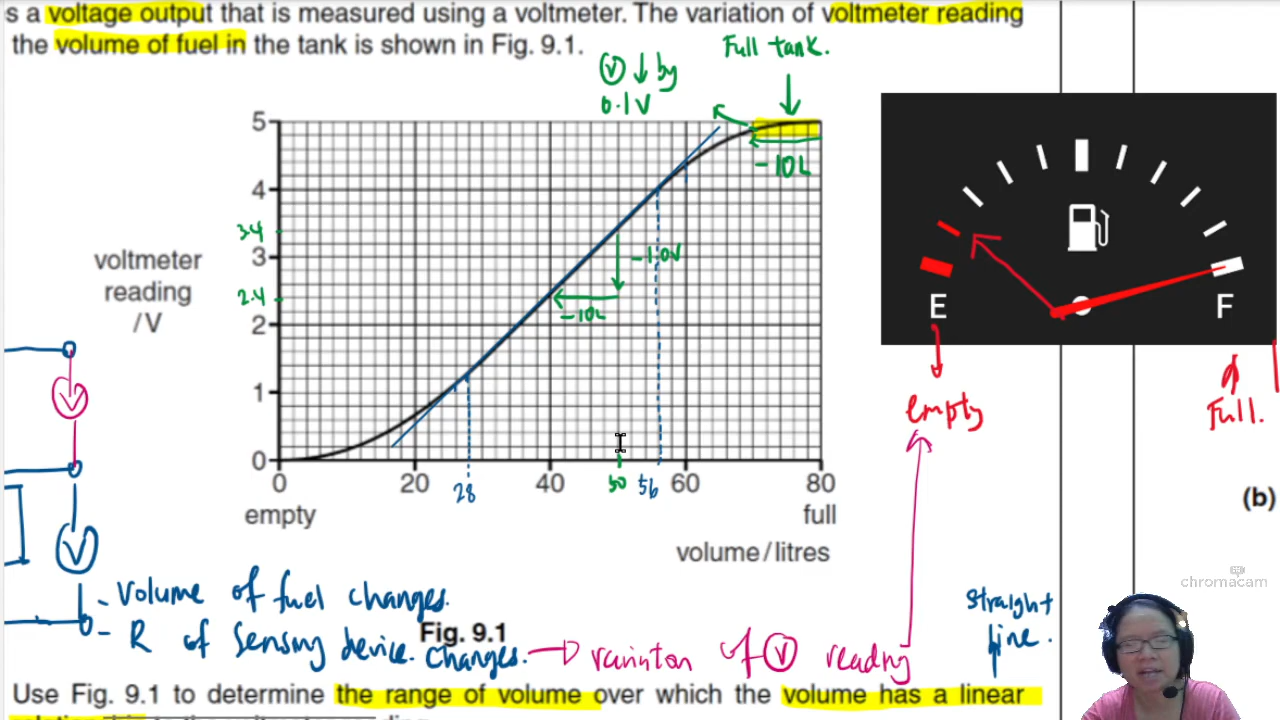 s a voltage output that is measured using a voltmeter. The variation of voltmeter reading
the volume of fuel in the tank is shown in Fig. 9.1.
Full tank.
V ↓ by
0.1V
5
-10L
4
3.4
3
-1.0V
voltmeter
reading
/V
2.4
-10L
2
1
0
0
20
28
40
50
56
60
80
empty
full
volume/litres
E
F
empty
Full.
V
V
(b)
chromacam
- Volume of fuel changes.
- R of sensing device changes.
Fig. 9.1
V reading
straight
line.
Use Fig. 9.1 to determine the range of volume over which the volume has a linear